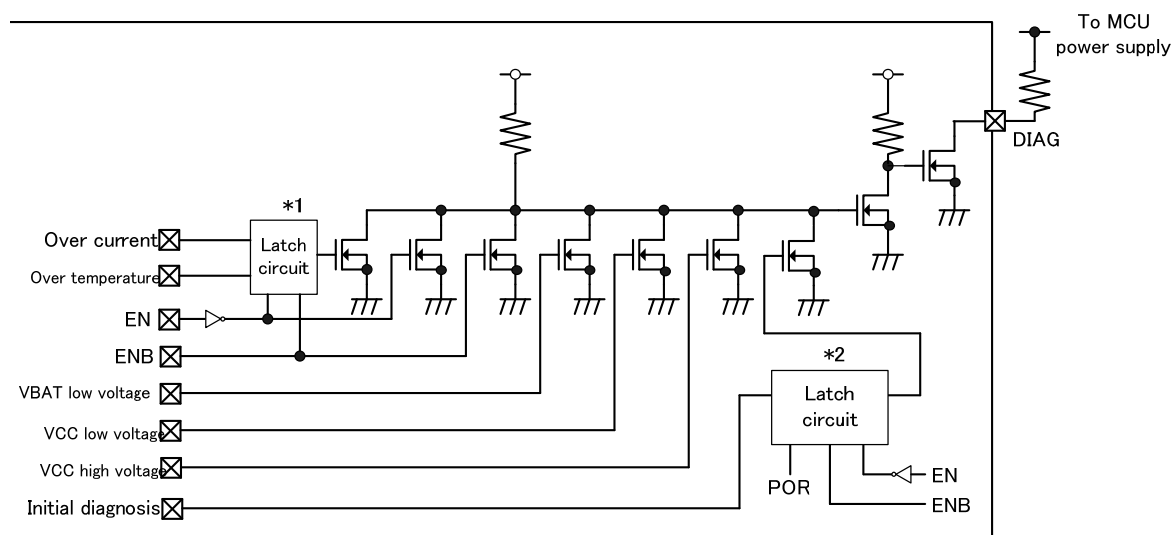 To MCU
power supply
DIAG
*1
Over current
Over temperature
Latch
circuit
EN
ENB
VBAT low voltage
VCC low voltage
VCC high voltage
Initial diagnosis
*2
Latch
circuit
POR
EN
ENB